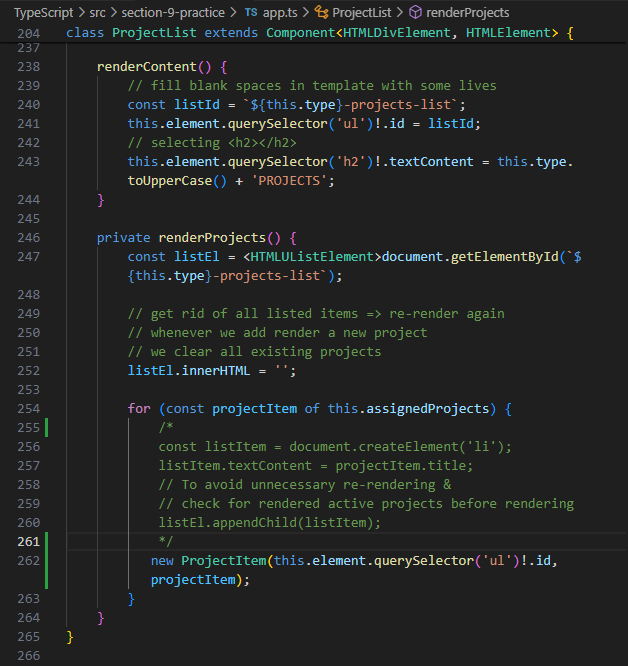 TypeScript > src > section-9-practice > TS app.ts > ProjectList > renderProjects
204 class ProjectList extends Component<HTMLDivElement, HTMLElement> {
237
238 renderContent() {
239 // fill blank spaces in template with some lives
240 const listId = `${this.type}-projects-list`;
241 this.element.querySelector('ul')!.id = listId;
242 // selecting <h2></h2>
243 this.element.querySelector('h2')!.textContent = this.type.
toUpperCase() + 'PROJECTS';
244 }
245
246 private renderProjects() {
247 const listEl = <HTMLUListElement>document.getElementById(`$
{this.type}-projects-list`);
248
249 // get rid of all listed items => re-render again
250 // whenever we add render a new project
251 // we clear all existing projects
252 listEl.innerHTML = '';
253
254 for (const projectItem of this.assignedProjects) {
255 /*
256 const listItem = document.createElement('li');
257 listItem.textContent = projectItem.title;
258 // To avoid unnecessary re-rendering &
259 // check for rendered active projects before rendering
260 listEl.appendChild(listItem);
261 */
262 new ProjectItem(this.element.querySelector('ul')!.id,
projectItem);
263 }
264 }
265 }
266